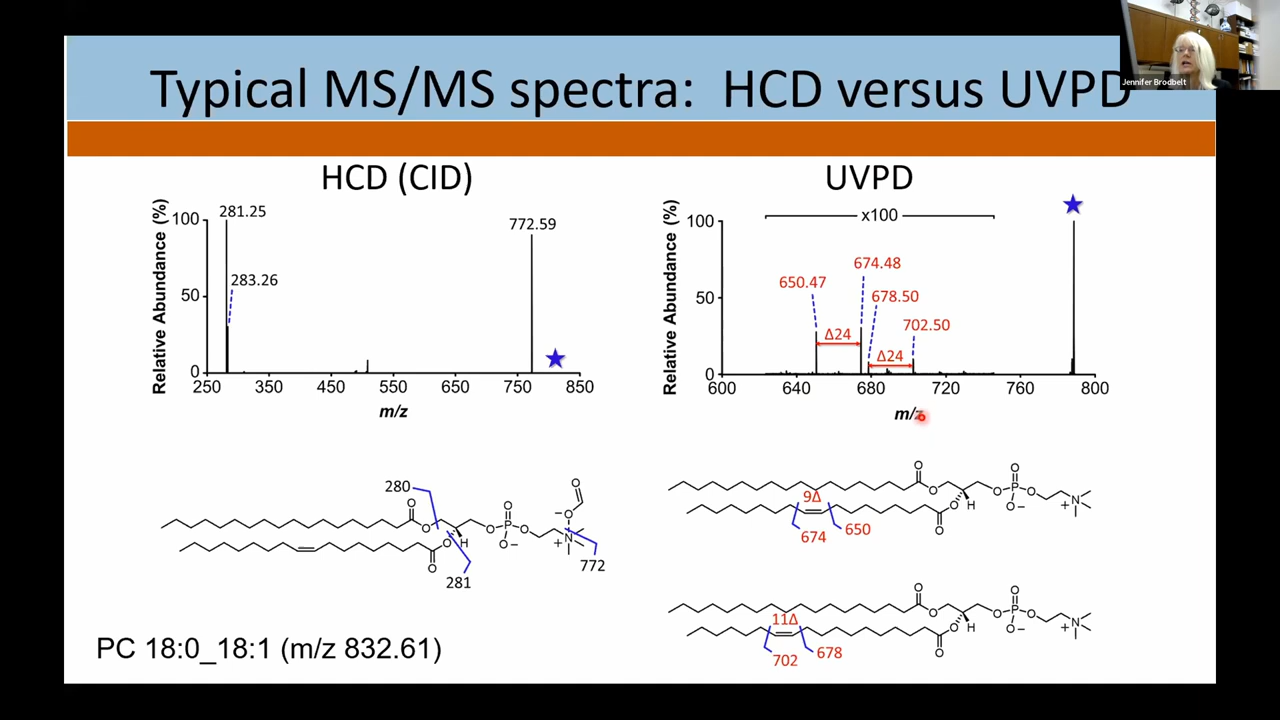 Jennifer Brodbelt
Typical MS/MS spectra: HCD versus UVPD
HCD (CID)
Relative Abundance (%)
100
50
0
281.25
283.26
772.59
250 350 450 550 650 750 850
m/z
280
281
772
O
O
O
O
H
O
P
O
O−
O
N
+
O
−O
PC 18:0_18:1 (m/z 832.61)
UVPD
Relative Abundance (%)
100
50
0
x100
650.47
674.48
678.50
702.50
Δ24
Δ24
600 640 680 720 760 800
m/z
9Δ
674
650
O
O
O
O
H
O
P
O
O−
O
N
+
11Δ
702
678
O
O
O
O
H
O
P
O
O−
O
N
+